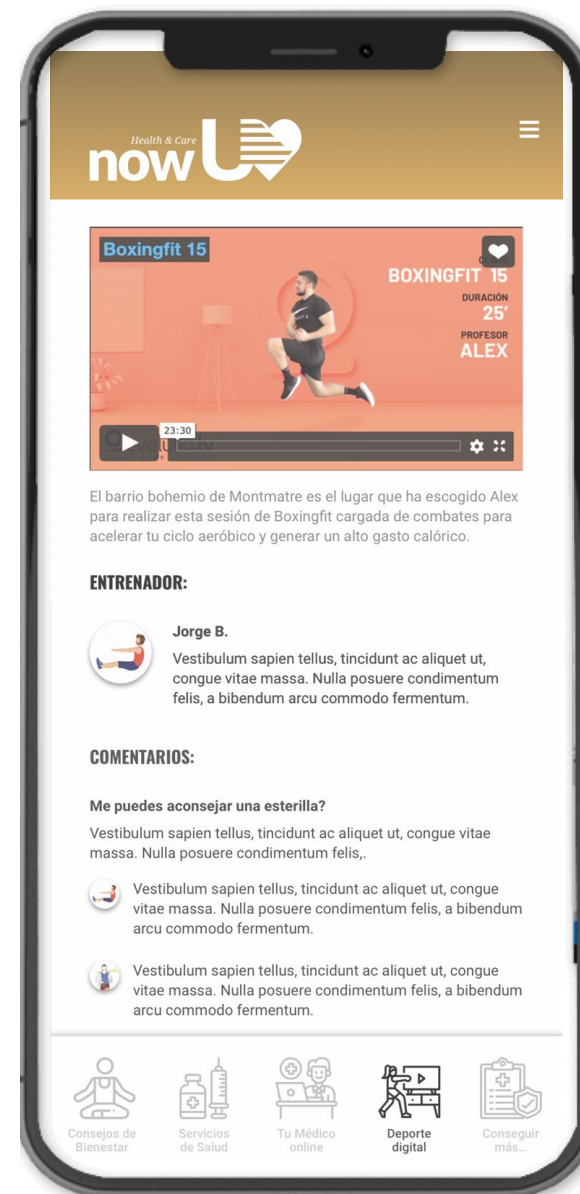 Health & Care
now U
Boxingfit 15
BOXINGFIT 15
DURACIÓN
25'
PROFESOR
ALEX
23:30
El barrio bohemio de Montmatre es el lugar que ha escogido Alex
para realizar esta sesión de Boxingfit cargada de combates para
acelerar tu ciclo aeróbico y generar un alto gasto calórico.
ENTRENADOR:
Jorge B.
Vestibulum sapien tellus, tincidunt ac aliquet ut,
congue vitae massa. Nulla posuere condimentum
felis, a bibendum arcu commodo fermentum.
COMENTARIOS:
Me puedes aconsejar una esterilla?
Vestibulum sapien tellus, tincidunt ac aliquet ut, congue vitae
massa. Nulla posuere condimentum felis,.
Vestibulum sapien tellus, tincidunt ac aliquet ut, congue
vitae massa. Nulla posuere condimentum felis, a bibendum
arcu commodo fermentum.
Vestibulum sapien tellus, tincidunt ac aliquet ut, congue
vitae massa. Nulla posuere condimentum felis, a bibendum
arcu commodo fermentum.
Consejos de
Bienestar
Servicios
de Salud
Tu Médico
online
Deporte
digital
Conseguir
más...